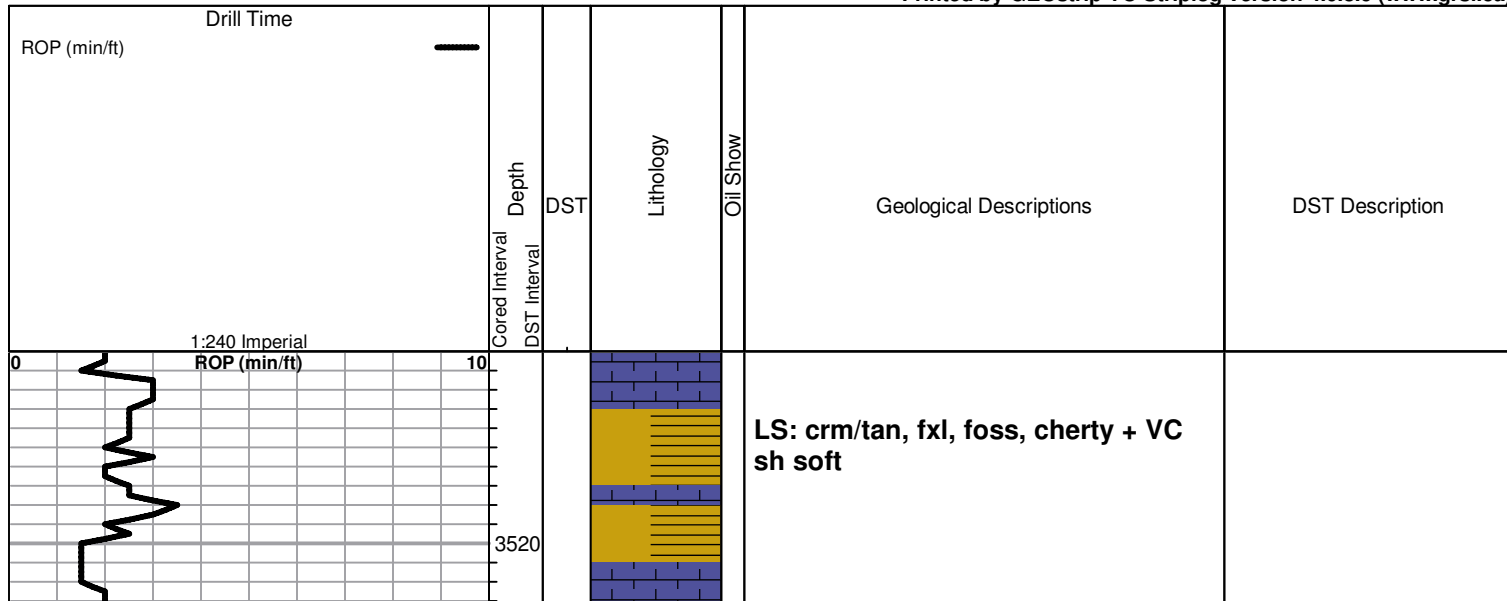 Drill Time
ROP (min/ft)
1:240 Imperial
Cored Interval
Depth
DST Interval
DST
Lithology
Oil Show
Geological Descriptions
DST Description
0 ROP (min/ft) 10
LS: crm/tan, fxl, foss, cherty + VC
sh soft
3520